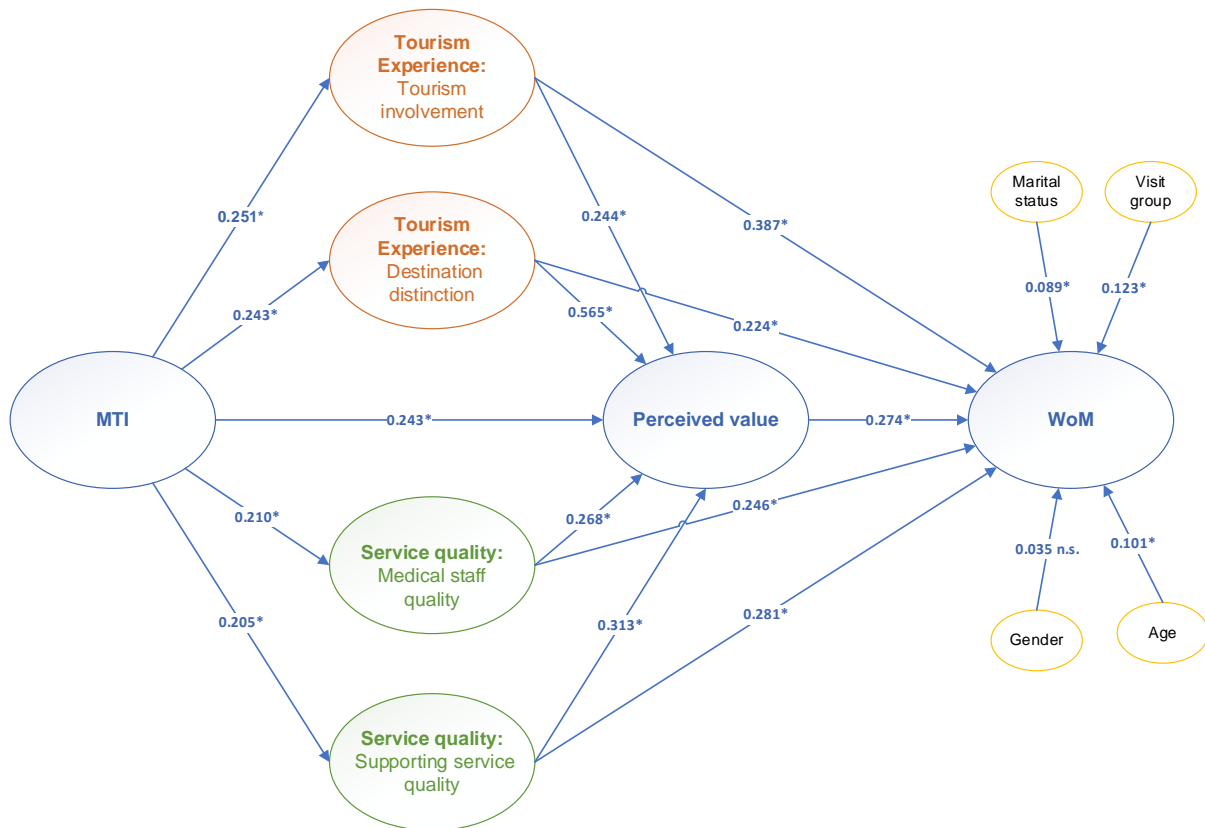 Tourism
Experience:
Tourism
involvement
Marital
status
Visit
group
0.251*
0.244*
0.387*
Tourism
Experience:
Destination
distinction
0.089*
0.123*
0.243*
0.565*
0.224*
MTI
0.243*
Perceived value
0.274*
WoM
0.210*
0.268*
0.246*
Service quality:
Medical staff
quality
0.035 n.s.
0.101*
0.205*
0.313*
0.281*
Gender
Age
Service quality:
Supporting service
quality